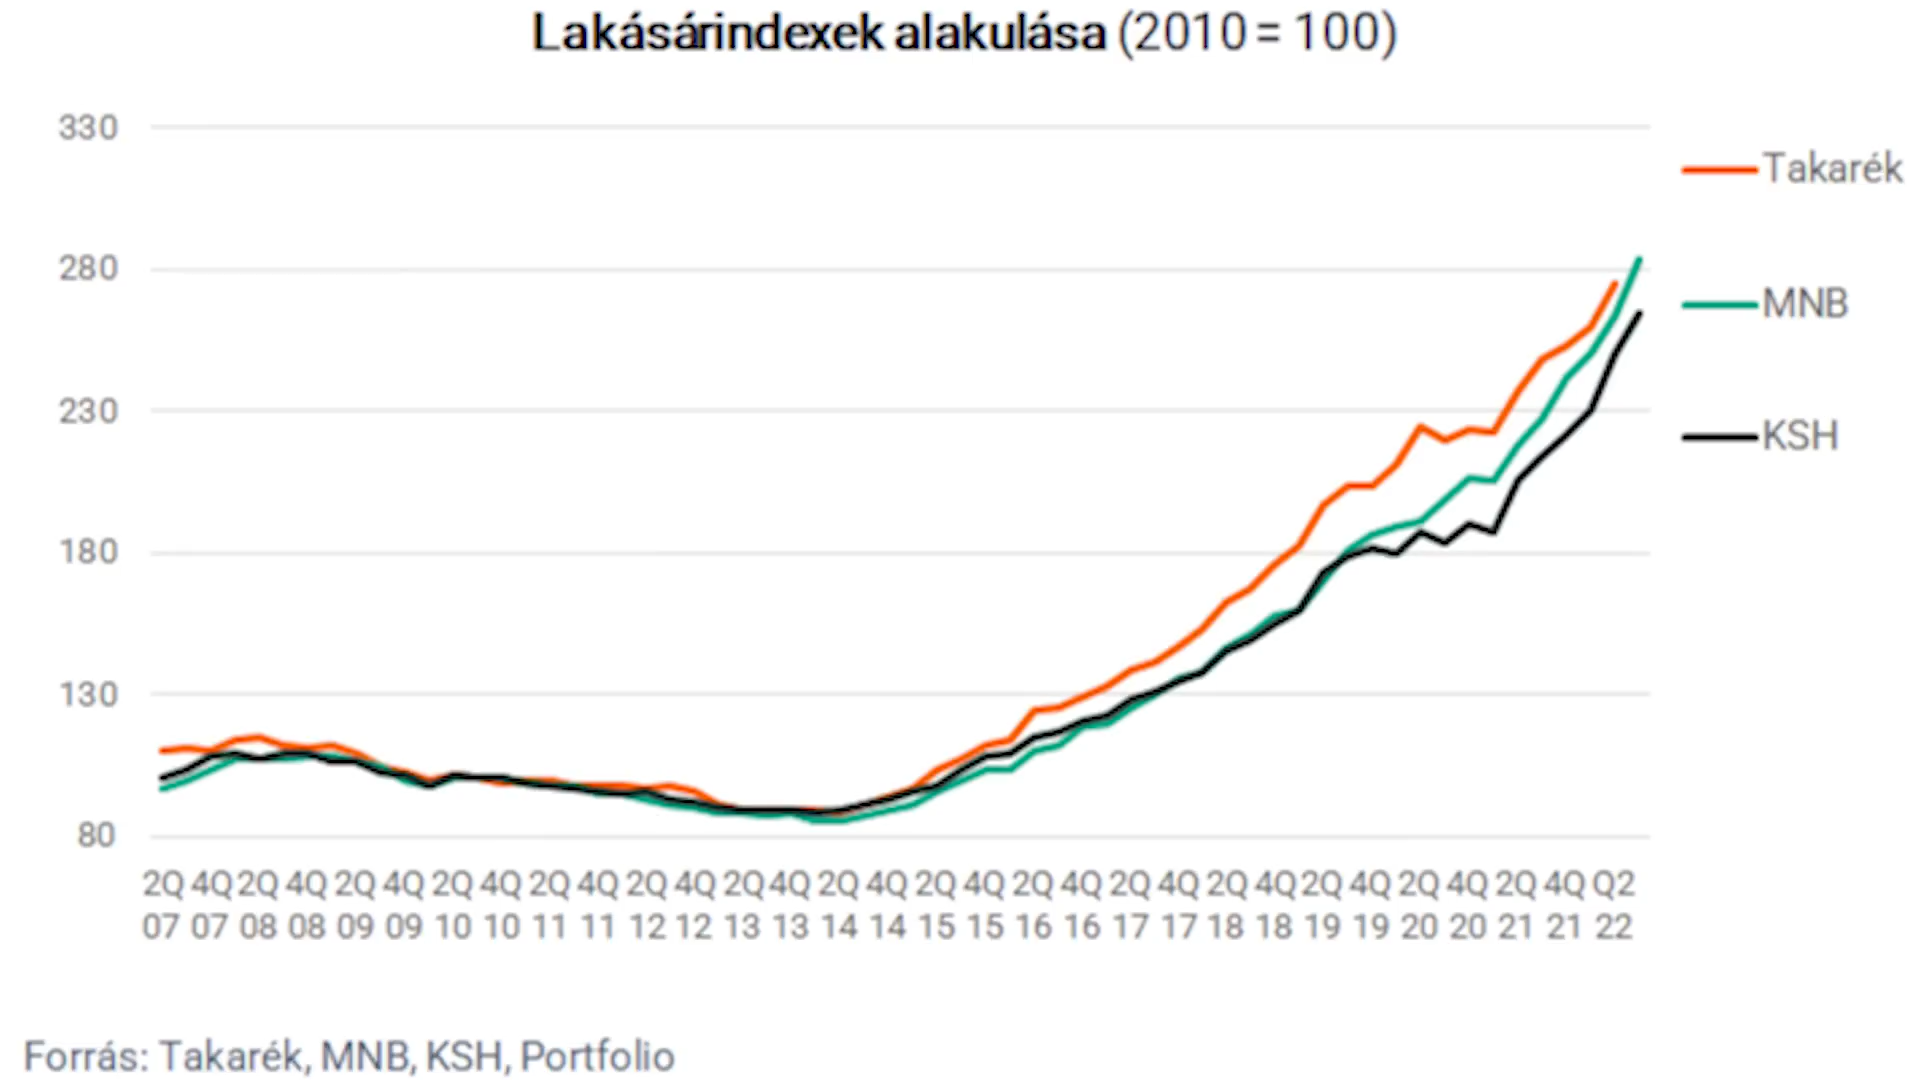 Lakásárindexek alakulása (2010 = 100)
330
280
230
180
130
80
Takarék
MNB
KSH
2Q 4Q 2Q 4Q 2Q 4Q 2Q 4Q 2Q 4Q 2Q 4Q 2Q 4Q 2Q 4Q 2Q 4Q 2Q 4Q 2Q 4Q 2Q 4Q 2Q 4Q 2Q 4Q 2Q 4Q Q2
07 07 08 08 09 09 10 10 11 11 12 12 13 13 14 14 15 15 16 16 17 17 18 18 19 19 20 20 21 21 22
Forrás: Takarék, MNB, KSH, Portfolio